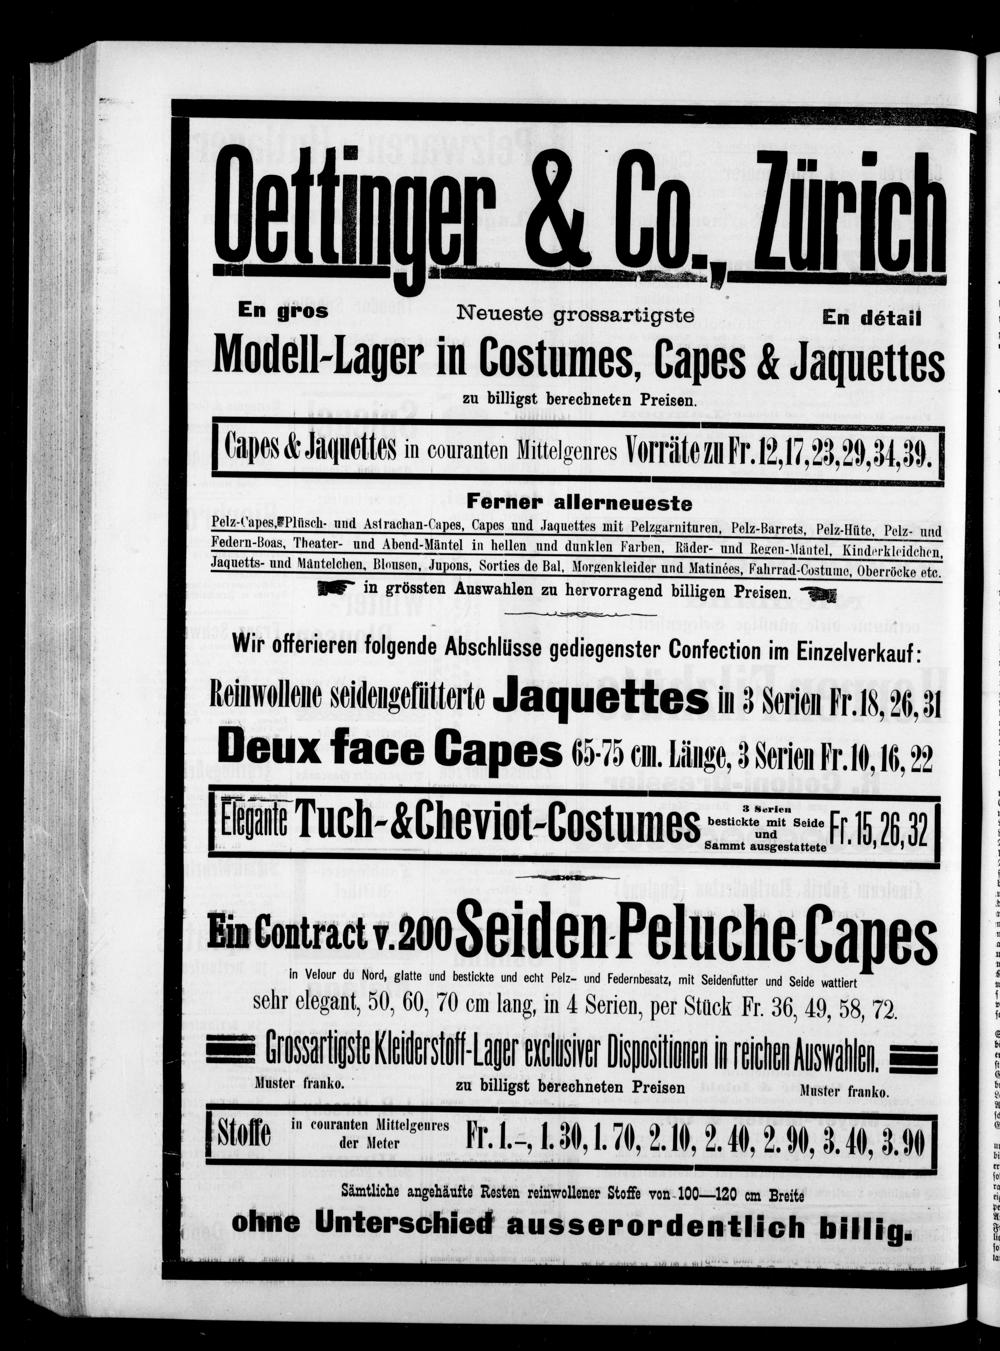 Oettinger & Co., Zürich
En gros Neueste grossartigste En détail
Modell-Lager in Costumes, Capes & Jaquettes
zu billigst berechneten Preisen.
Capes & Jaquettes in couranten Mittelgenres Vorräte zu Fr. 12, 17, 23, 29, 34, 39.
Ferner allerneueste
Pelz-Capes, Plüsch- und Astrachan-Capes, Capes und Jaquettes mit Pelzgarnituren, Pelz-Barrets, Pelz-Hüte, Pelz- und
Federn-Boas, Theater- und Abend-Mäntel in hellen und dunklen Farben, Räder- und Regen-Mäntel, Kinderkleidchen,
Jaquetts- und Mäntelchen, Blousen, Jupons, Sorties de Bal, Morgenkleider und Matinées, Fahrrad-Costume, Oberröcke etc.
in grössten Auswahlen zu hervorragend billigen Preisen.
Wir offerieren folgende Abschlüsse gediegenster Confection im Einzelverkauf:
Reinwollene seidengefütterte Jaquettes in 3 Serien Fr. 18, 26, 31
Deux face Capes 65-75 cm. Länge, 3 Serien Fr. 10, 16, 22
Elegante Tuch- & Cheviot-Costumes 3 Serien bestickte mit Seide und Sammt ausgestattete Fr. 15, 26, 32
Ein Contract v. 200 Seiden-Peluche-Capes
in Velour du Nord, glatte und bestickte und echt Pelz- und Federnbesatz, mit Seidenfutter und Seide wattiert
sehr elegant, 50, 60, 70 cm lang, in 4 Serien, per Stück Fr. 36, 49, 58, 72.
Grossartigste Kleiderstoff-Lager exclusiver Dispositionen in reichen Auswahlen.
Muster franko. zu billigst berechneten Preisen Muster franko.
Stoffe in couranten Mittelgenres der Meter Fr. 1.–, 1.30, 1.70, 2.10, 2.40, 2.90, 3.40, 3.90
Sämtliche angehäufte Resten reinwollener Stoffe von 100—120 cm Breite
ohne Unterschied ausserordentlich billig.